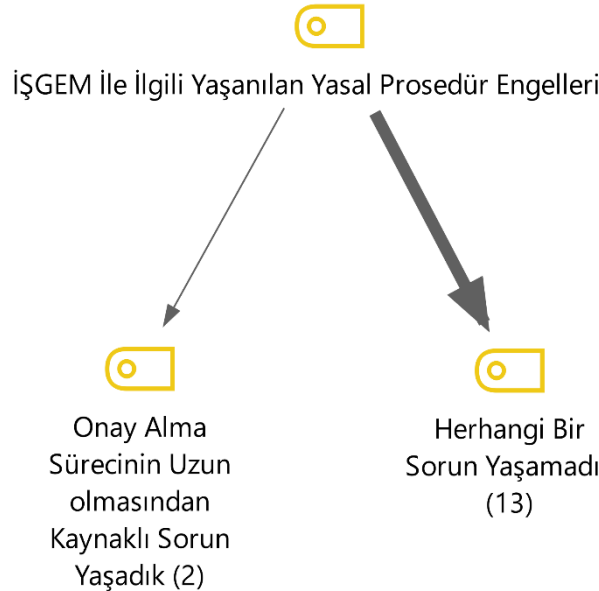 İŞGEM İle İlgili Yaşanılan Yasal Prosedür Engelleri
Onay Alma
Sürecinin Uzun
olmasından
Kaynaklı Sorun
Yaşadık (2)
Herhangi Bir
Sorun Yaşamadı
(13)